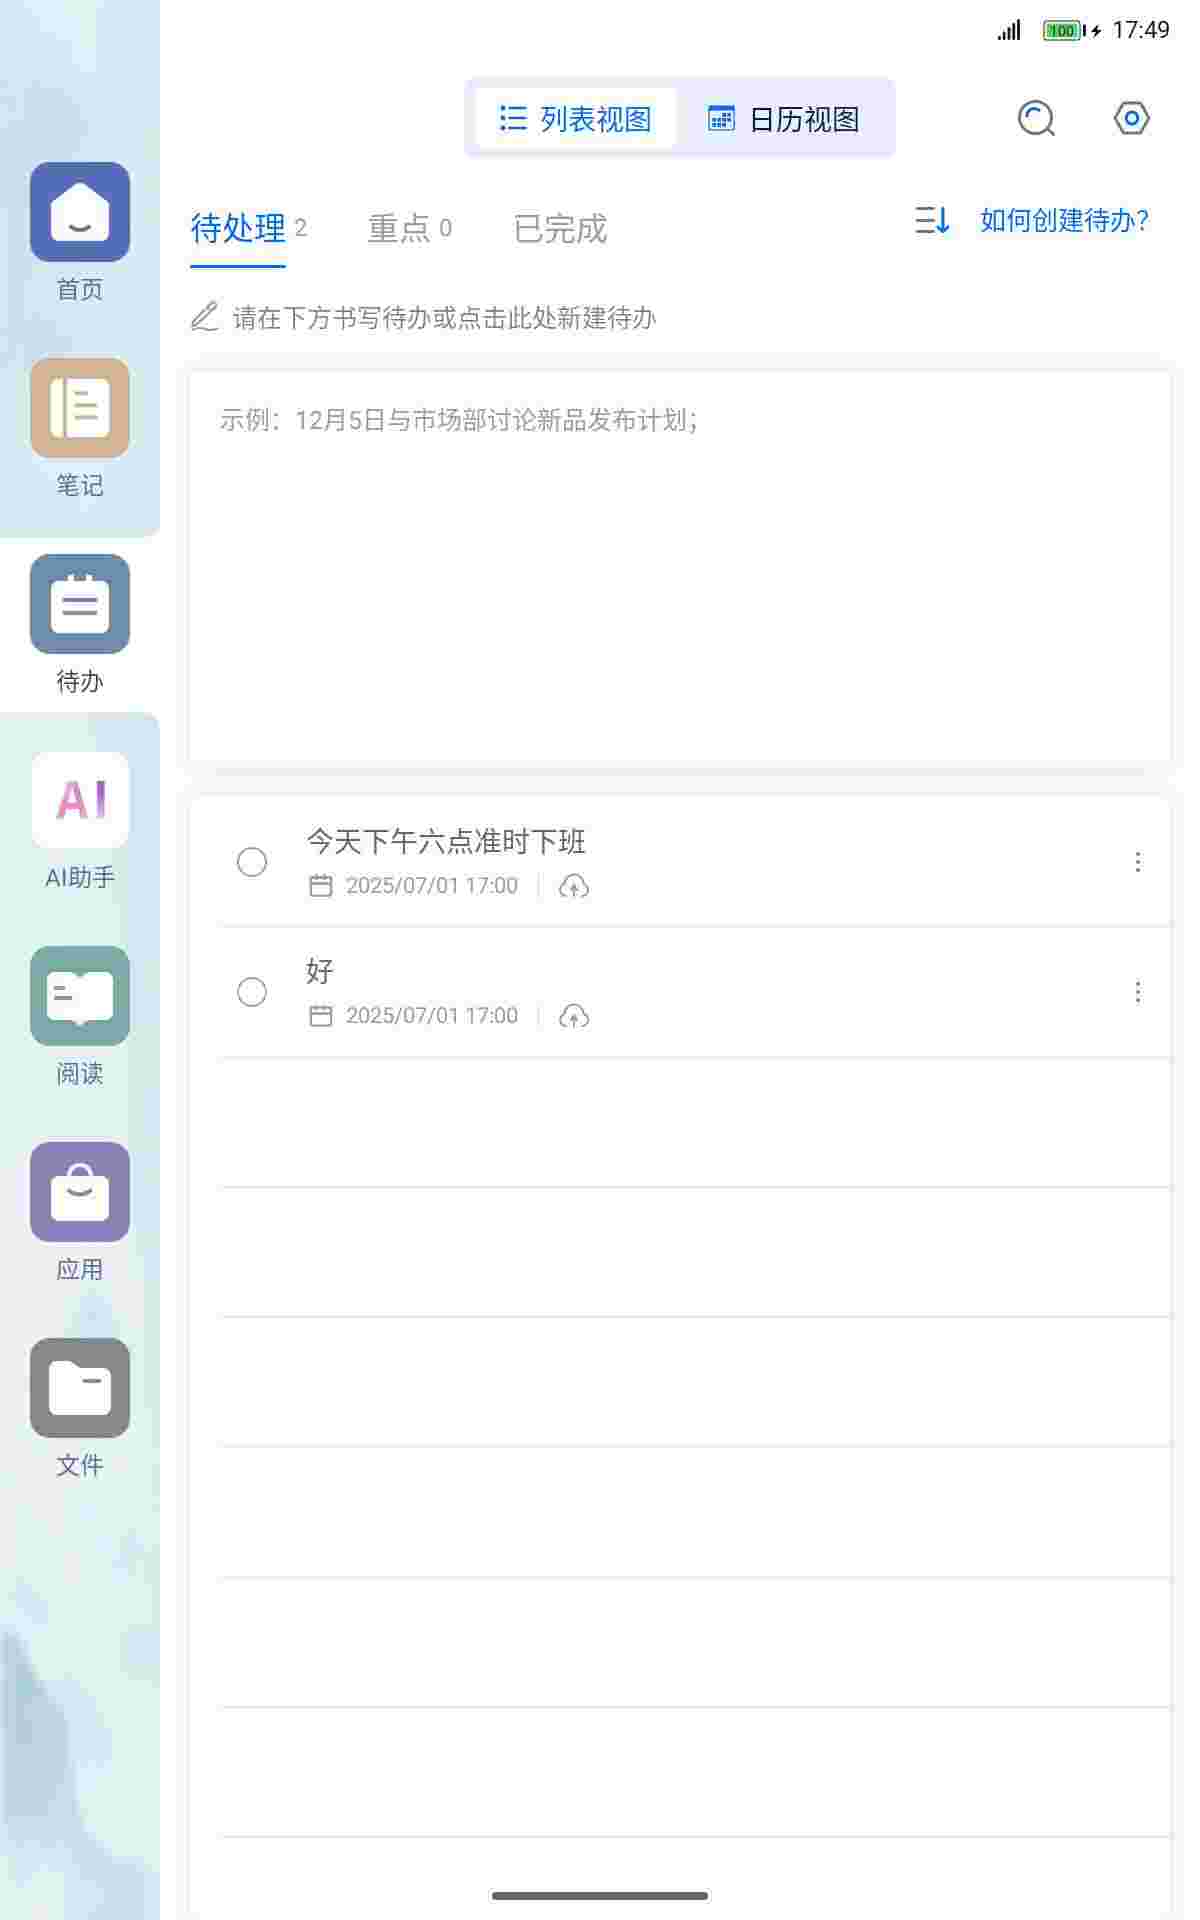 100 17:49
列表视图 日历视图
待处理 2 重点 0 已完成 如何创建待办?
请在下方书写待办或点击此处新建待办
示例：12月5日与市场部讨论新品发布计划；
今天下午六点准时下班
2025/07/01 17:00
好
2025/07/01 17:00
首页
笔记
待办
AI
AI助手
阅读
应用
文件